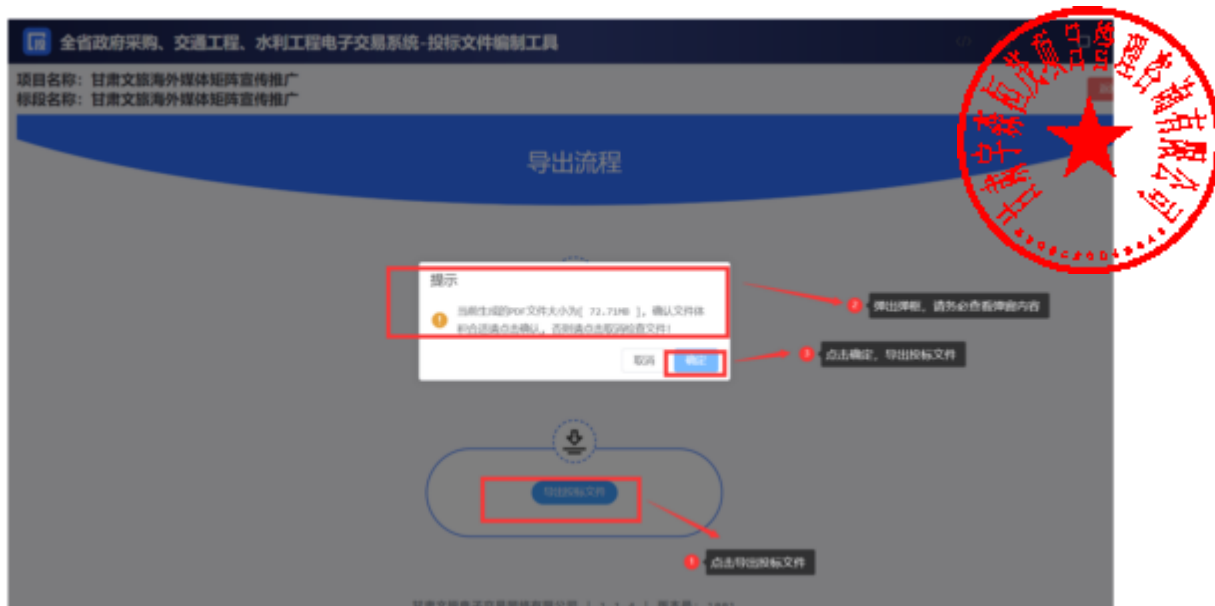 全省政府采购、交通工程、水利工程电子交易系统-投标文件编制工具
项目名称：甘肃文旅海外媒体矩阵宣传推广
标段名称：甘肃文旅海外媒体矩阵宣传推广
导出流程
提示
当前生成的PDF文件大小为[ 72.71MB ]，确认文件体
积合适请点击确认，否则请点击取消检查文件！
取消
确定
2 弹出弹框，请务必查看弹窗内容
3 点击确定，导出投标文件
导出投标文件
1 点击导出投标文件